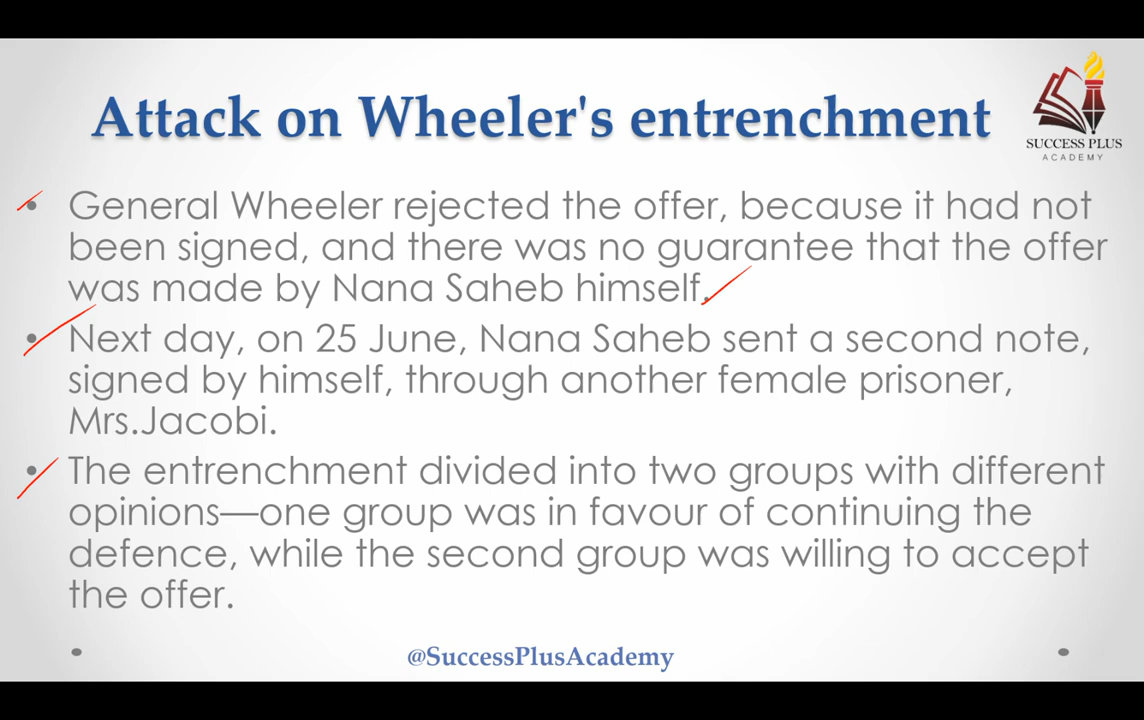 Attack on Wheeler's entrenchment
SUCCESS PLUS
ACADEMY
• General Wheeler rejected the offer, because it had not
been signed, and there was no guarantee that the offer
was made by Nana Saheb himself.
• Next day, on 25 June, Nana Saheb sent a second note,
signed by himself, through another female prisoner,
Mrs.Jacobi.
• The entrenchment divided into two groups with different
opinions—one group was in favour of continuing the
defence, while the second group was willing to accept
the offer.
@SuccessPlusAcademy